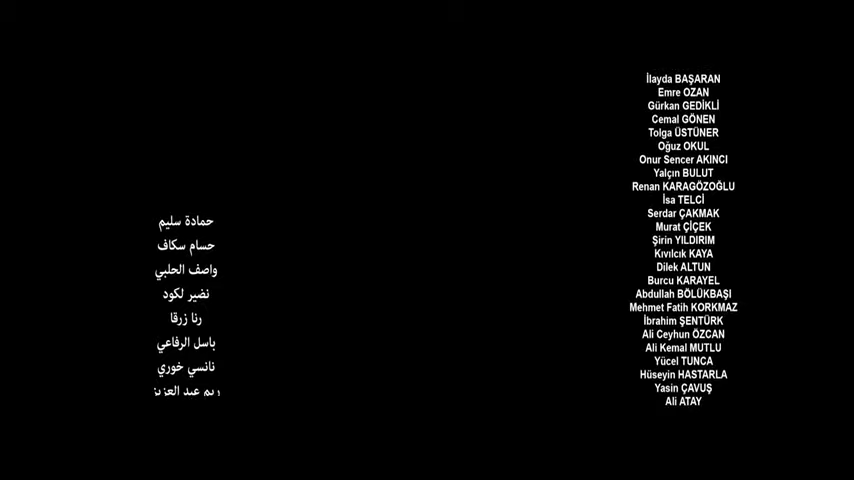 حمادة سليم
حسام سكاف
واصف الحلبي
نضير لكود
رنا زرقا
باسل الرفاعي
نانسي خوري
ريم عبد العزيز
İlayda BAŞARAN
Emre OZAN
Gürkan GEDİKLİ
Cemal GÖNEN
Tolga ÜSTÜNER
Oğuz OKUL
Onur Sencer AKINCI
Yalçın BULUT
Renan KARAGÖZOĞLU
İsa TELCİ
Serdar ÇAKMAK
Murat ÇİÇEK
Şirin YILDIRIM
Kıvılcık KAYA
Dilek ALTUN
Burcu KARAYEL
Abdullah BÖLÜKBAŞI
Mehmet Fatih KORKMAZ
İbrahim ŞENTÜRK
Ali Ceyhun ÖZCAN
Ali Kemal MUTLU
Yücel TUNCA
Hüseyin HASTARLA
Yasin ÇAVUŞ
Ali ATAY